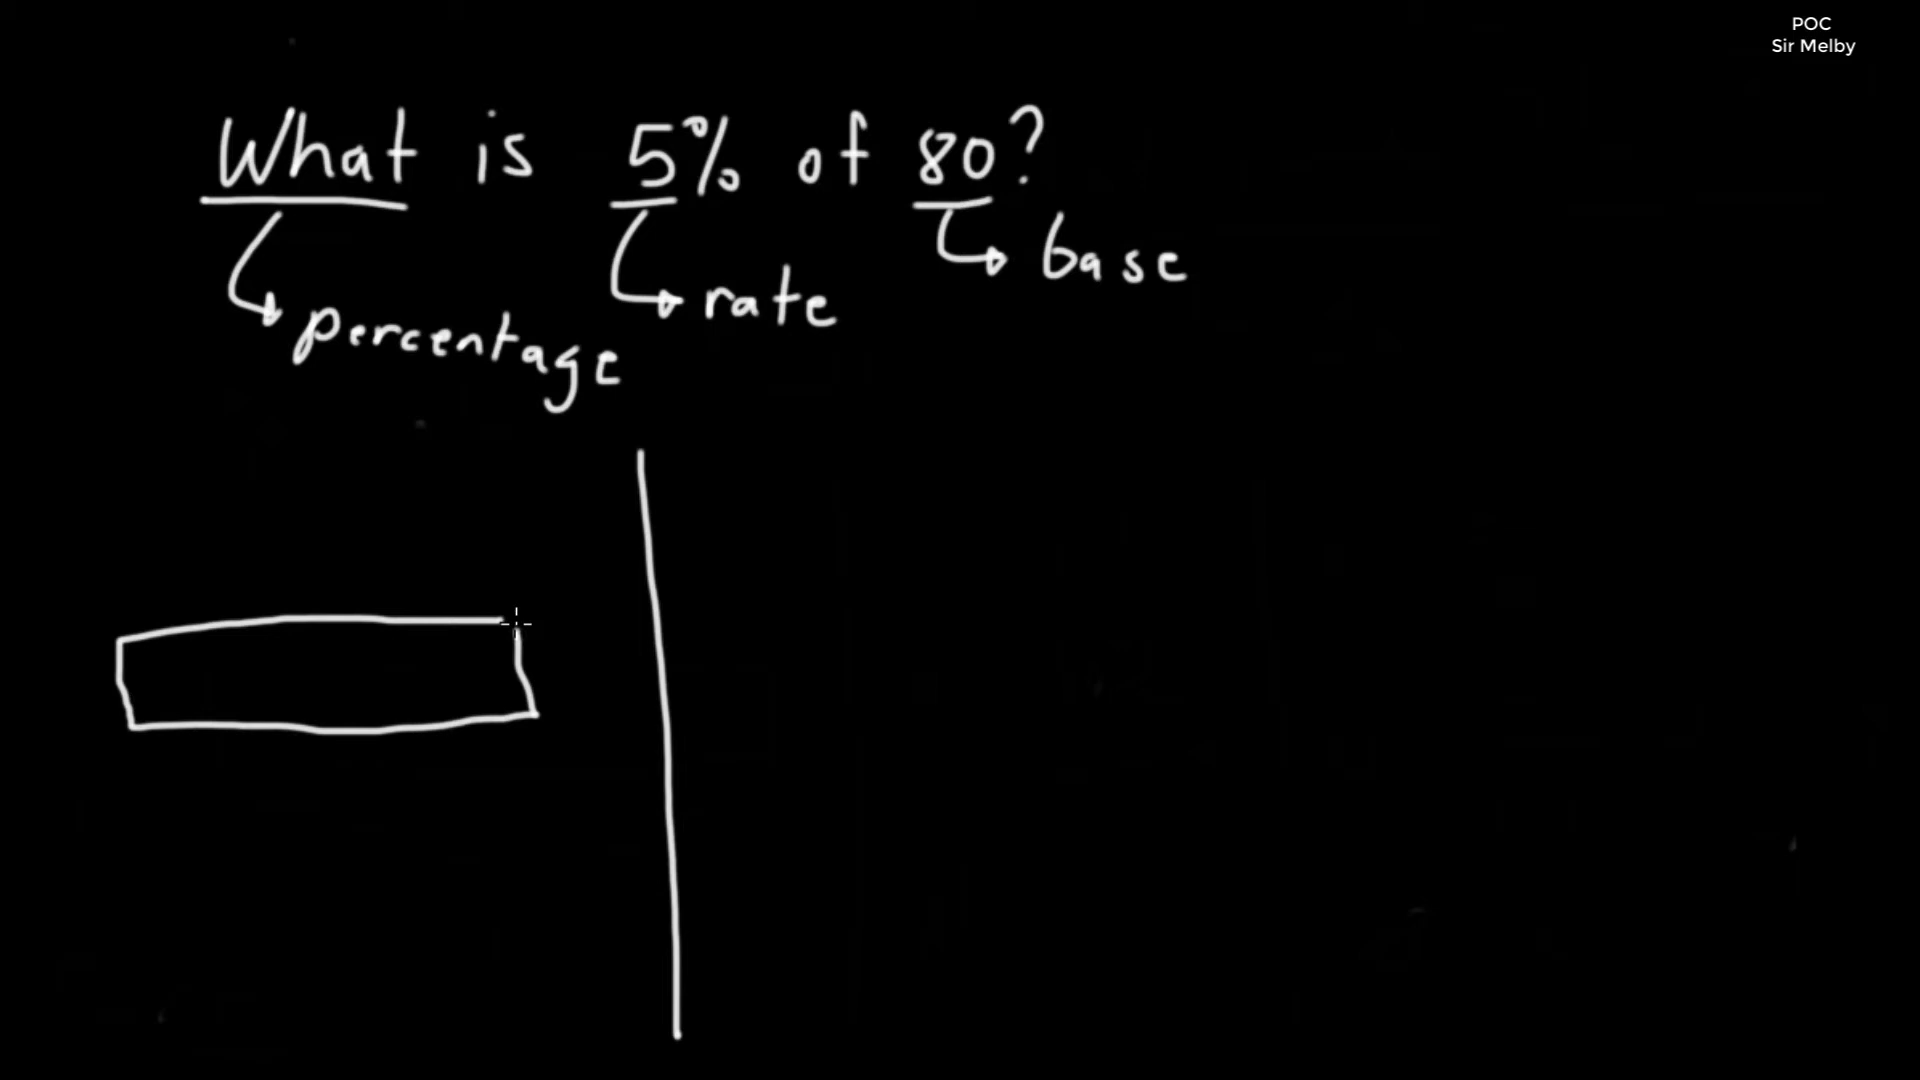 POC
Sir Melby
What is 5% of 80?
base
rate
percentage